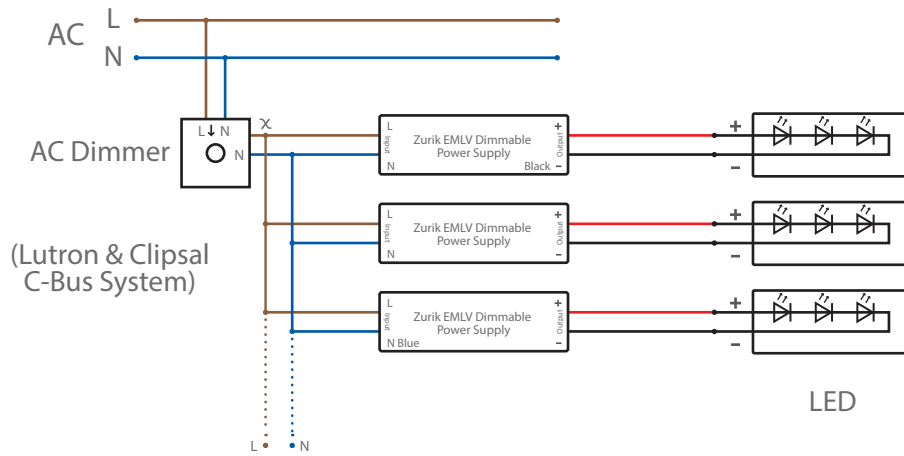 AC
L
N
L N
χ
N
AC Dimmer
(Lutron & Clipsal
C-Bus System)
L
Input
N
Zurik EMLV Dimmable
Power Supply
Black
+
Output
−
+
−
L
Input
N
Zurik EMLV Dimmable
Power Supply
+
Output
−
+
−
L
Input
N Blue
Zurik EMLV Dimmable
Power Supply
+
Output
−
+
−
LED
L
N